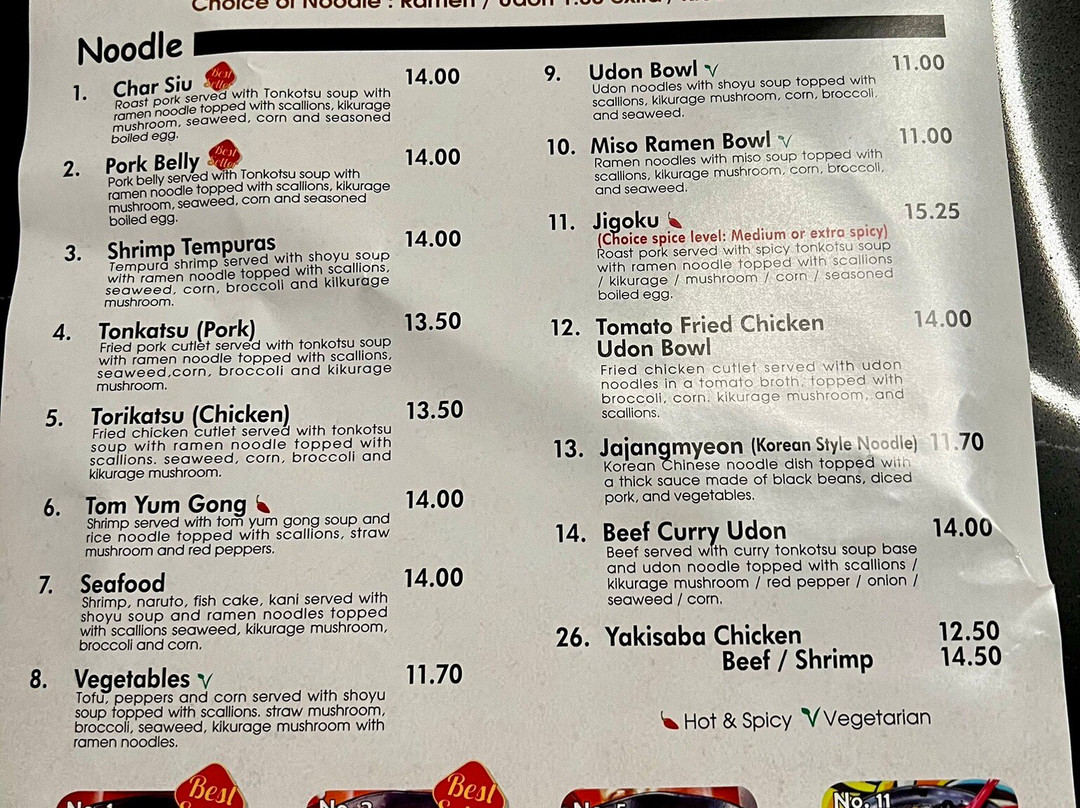 Choice of Noodle : Ramen / Udon 1.00 extra /
Noodle
1. Char Siu Best Seller 14.00
Roast pork served with Tonkotsu soup with
ramen noodle topped with scallions, kikurage
mushroom, seaweed, corn and seasoned
boiled egg.
2. Pork Belly Best Seller 14.00
Pork belly served with Tonkotsu soup with
ramen noodle topped with scallions, kikurage
mushroom, seaweed, corn and seasoned
boiled egg.
3. Shrimp Tempuras 14.00
Tempura shrimp served with shoyu soup
with ramen noodle topped with scallions,
seaweed, corn, broccoli and kilkurage
mushroom.
4. Tonkatsu (Pork) 13.50
Fried pork cutlet served with tonkotsu soup
with ramen noodle topped with scallions,
seaweed,corn, broccoli and kikurage
mushroom.
5. Torikatsu (Chicken) 13.50
Fried chicken cutlet served with tonkotsu
soup with ramen noodle topped with
scallions. seaweed, corn, broccoli and
kikurage mushroom.
6. Tom Yum Gong 14.00
Shrimp served with tom yum gong soup and
rice noodle topped with scallions, straw
mushroom and red peppers.
7. Seafood 14.00
Shrimp, naruto, fish cake, kani served with
shoyu soup and ramen noodles topped
with scallions seaweed, kikurage mushroom,
broccoli and corn.
8. Vegetables V 11.70
Tofu, peppers and corn served with shoyu
soup topped with scallions. straw mushroom,
broccoli, seaweed, kikurage mushroom with
ramen noodles.
9. Udon Bowl V 11.00
Udon noodles with shoyu soup topped with
scallions, kikurage mushroom, corn, broccoli,
and seaweed.
10. Miso Ramen Bowl V 11.00
Ramen noodles with miso soup topped with
scallions, kikurage mushroom, corn, broccoli,
and seaweed.
11. Jigoku 15.25
(Choice spice level: Medium or extra spicy)
Roast pork served with spicy tonkotsu soup
with ramen noodle topped with scallions
/ kikurage / mushroom / corn / seasoned
boiled egg.
12. Tomato Fried Chicken 14.00
Udon Bowl
Fried chicken cutlet served with udon
noodles in a tomato broth, topped with
broccoli, corn, kikurage mushroom, and
scallions.
13. Jajangmyeon (Korean Style Noodle) 11.70
Korean Chinese noodle dish topped with
a thick sauce made of black beans, diced
pork, and vegetables.
14. Beef Curry Udon 14.00
Beef served with curry tonkotsu soup base
and udon noodle topped with scallions /
kikurage mushroom / red pepper / onion /
seaweed / corn.
26. Yakisaba Chicken 12.50
Beef / Shrimp 14.50
Hot & Spicy V Vegetarian
Best
Best
No. 11